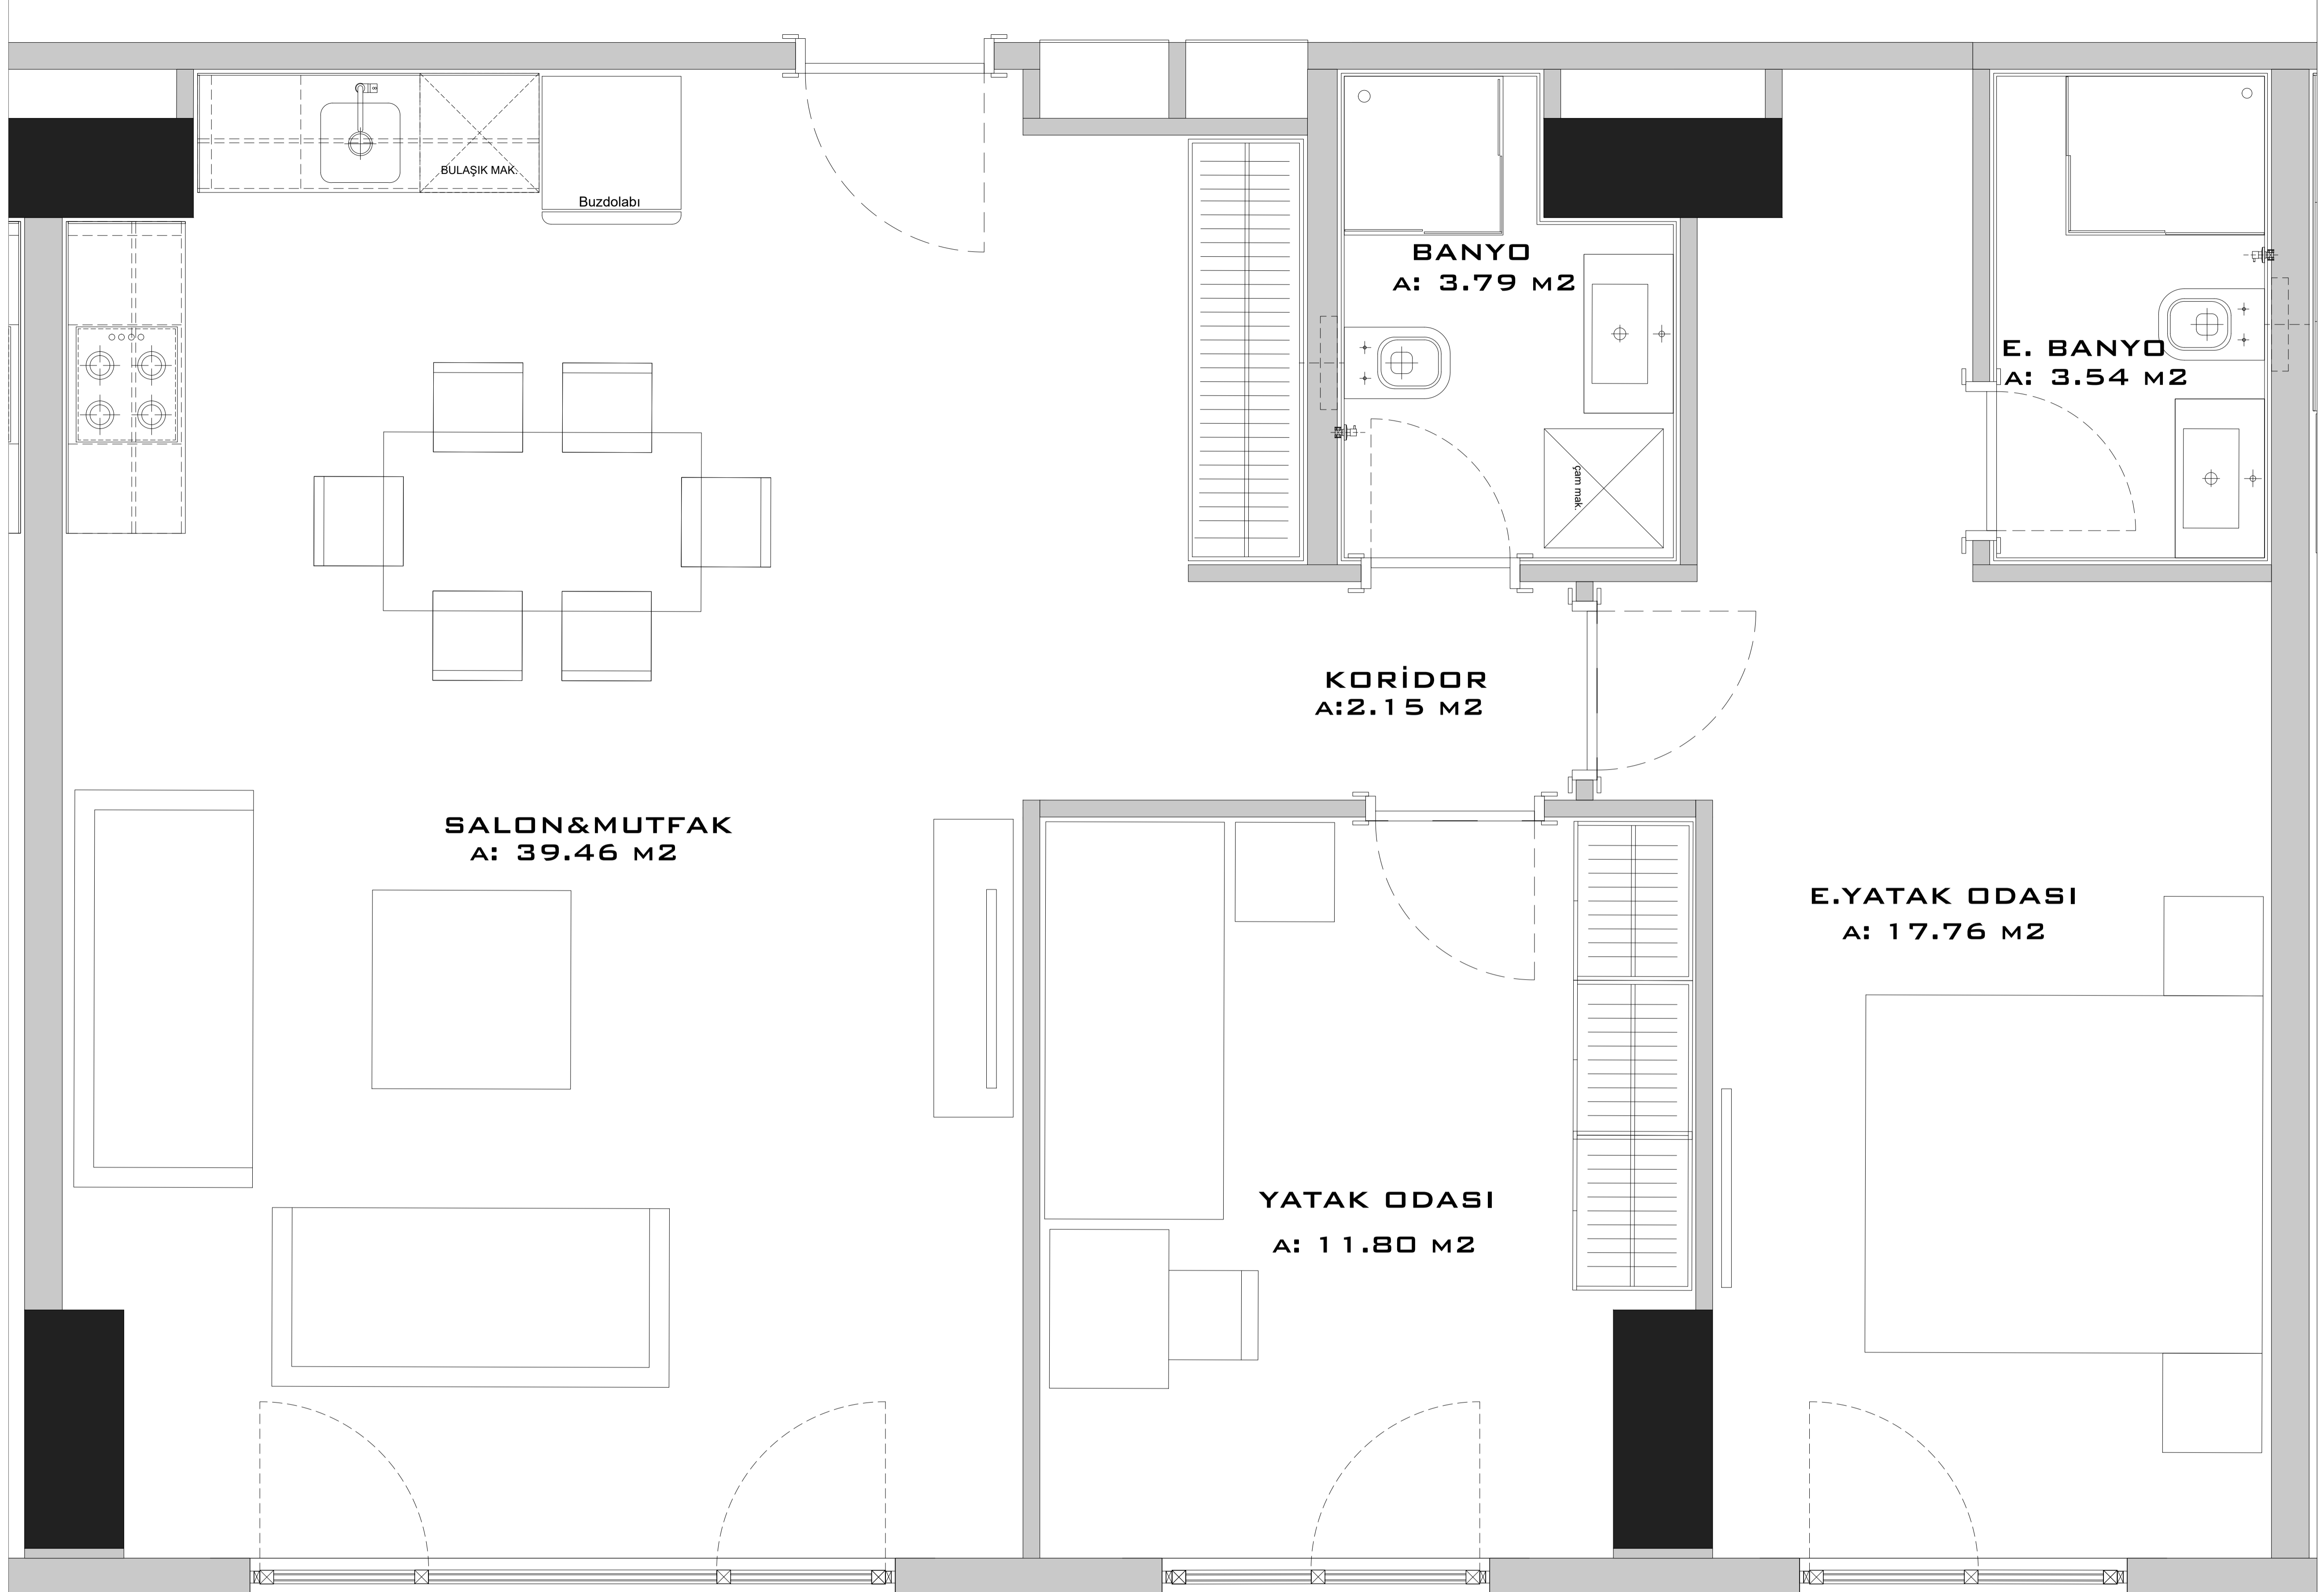 BULAŞIK MAK.
Buzdolabı
BANYO
A: 3.79 M2
E. BANYO
A: 3.54 M2
çam mak.
KORİDOR
A:2.15 M2
SALON&MUTFAK
A: 39.46 M2
E.YATAK ODASI
A: 17.76 M2
YATAK ODASI
A: 11.80 M2